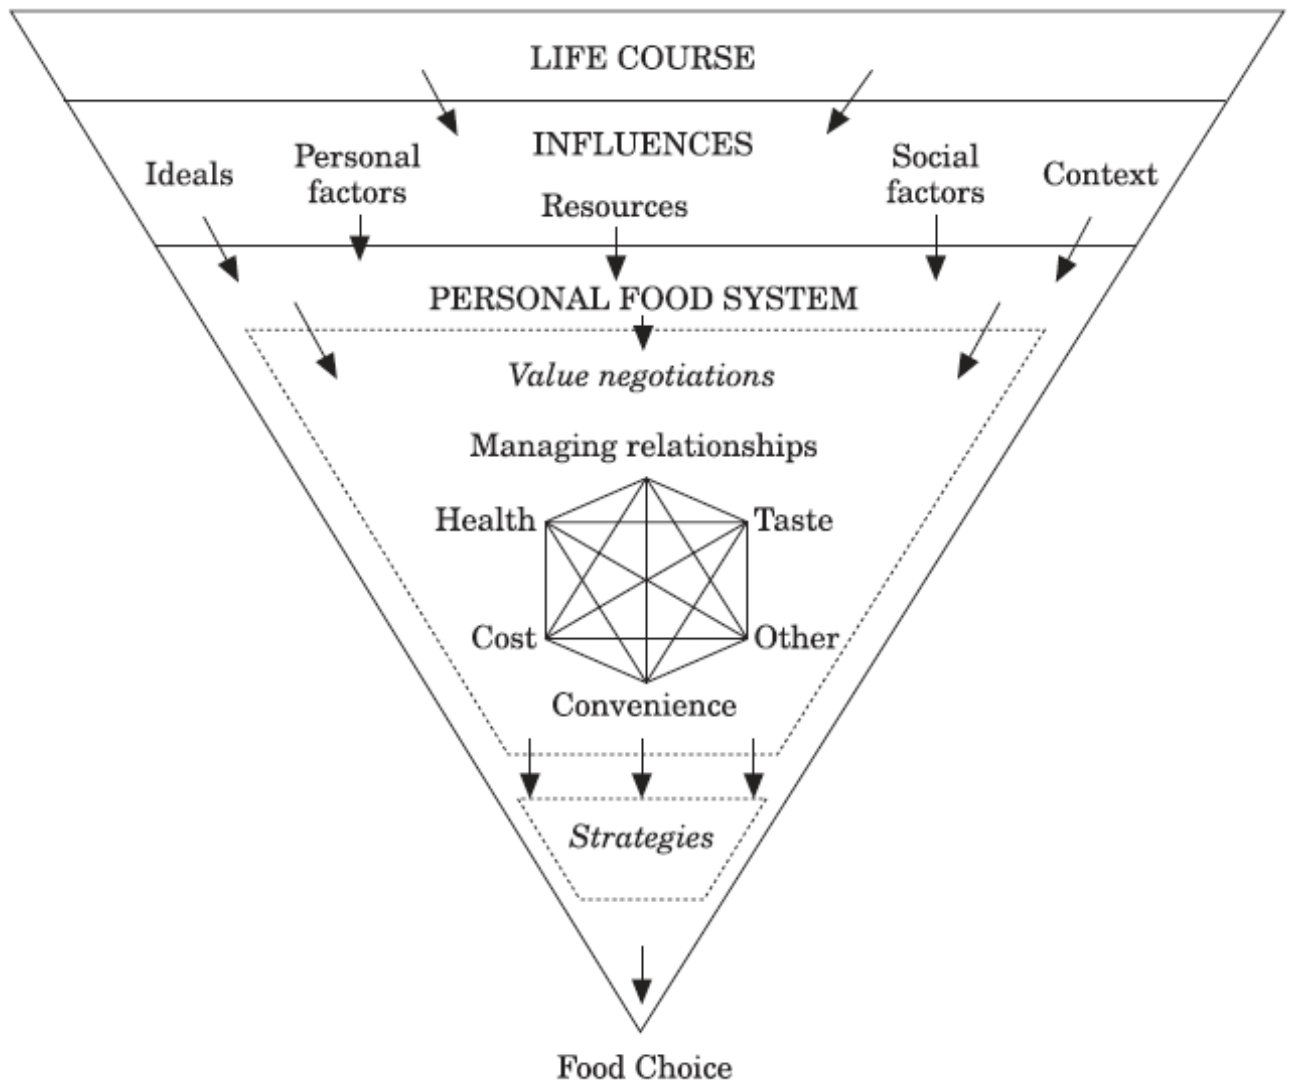 LIFE COURSE
INFLUENCES
Ideals
Personal
factors
Resources
Social
factors
Context
PERSONAL FOOD SYSTEM
Value negotiations
Managing relationships
Health
Taste
Cost
Other
Convenience
Strategies
Food Choice